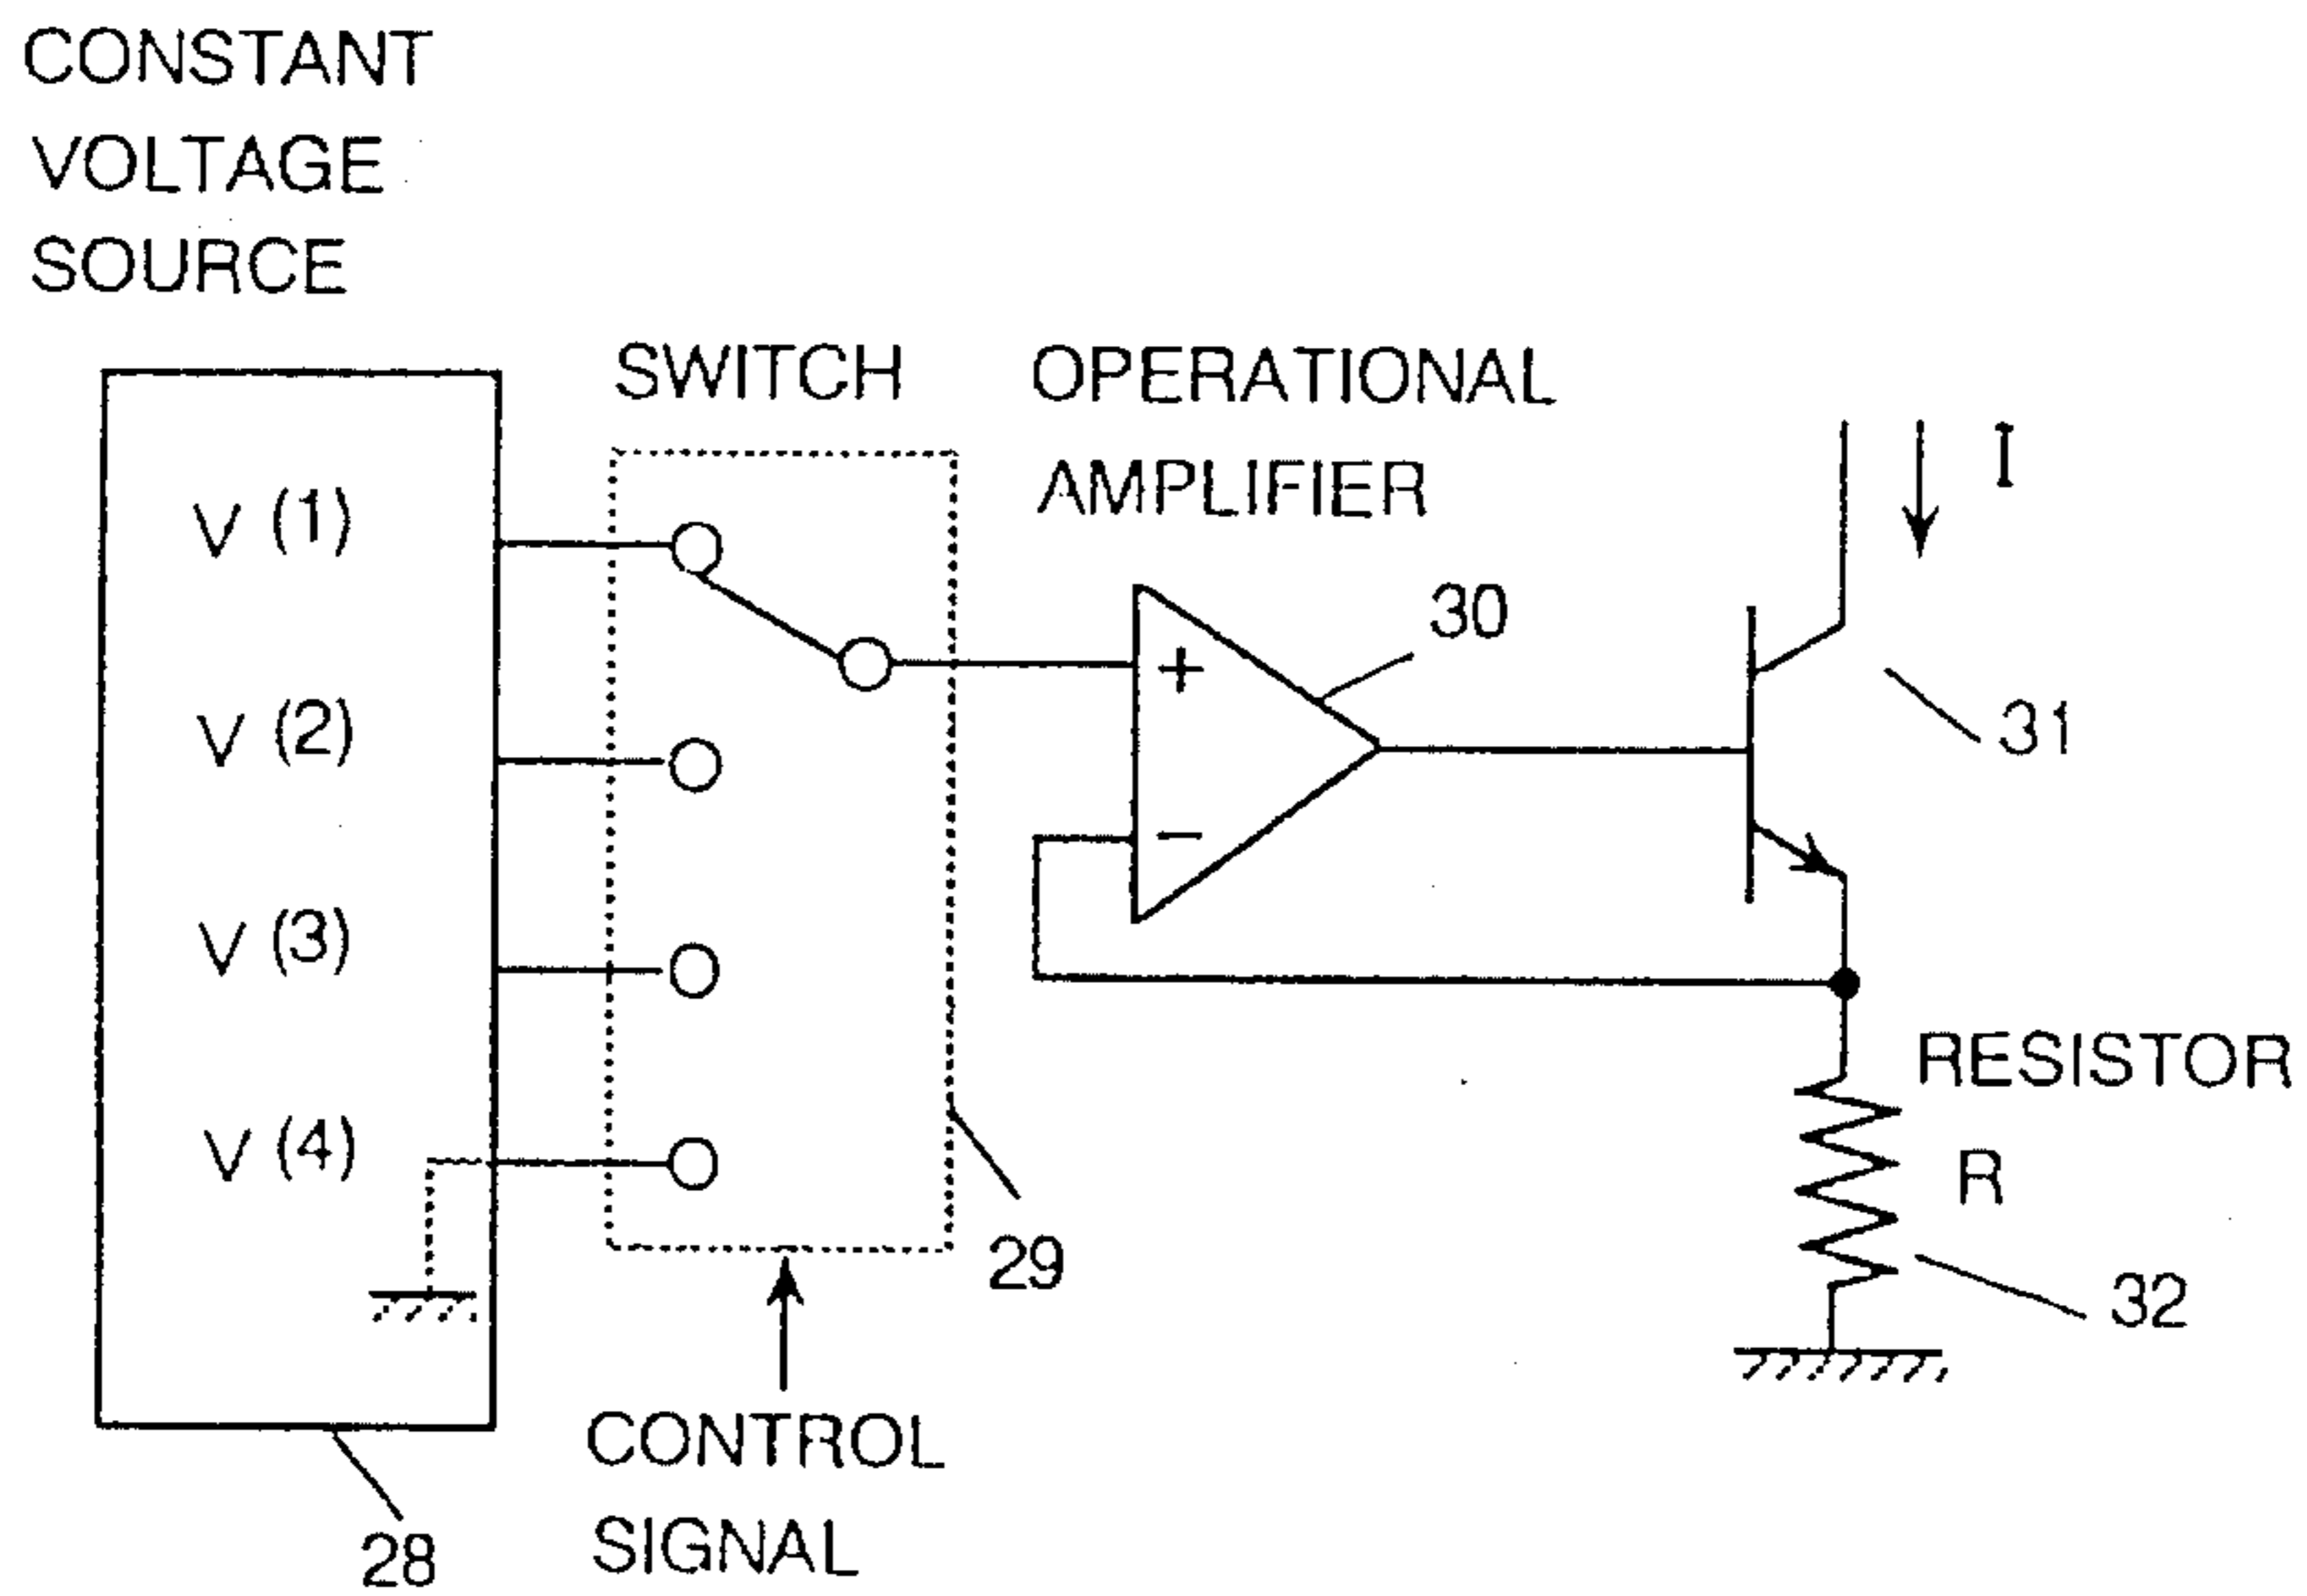 CONSTANT
VOLTAGE
SOURCE
SWITCH
OPERATIONAL
AMPLIFIER
I
V (1)
V (2)
V (3)
V (4)
+
−
30
31
RESISTOR
R
32
29
CONTROL
SIGNAL
28